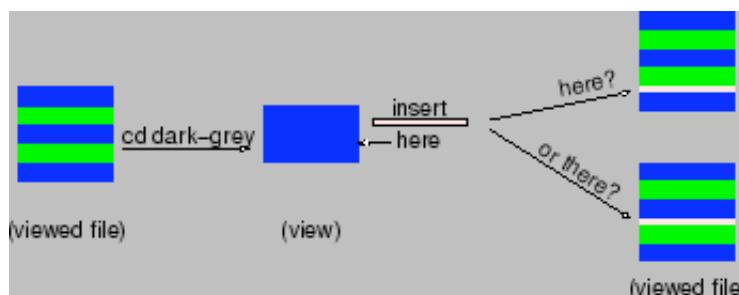 here?
insert
cd dark-grey
here
or there?
(viewed file)
(view)
(viewed file